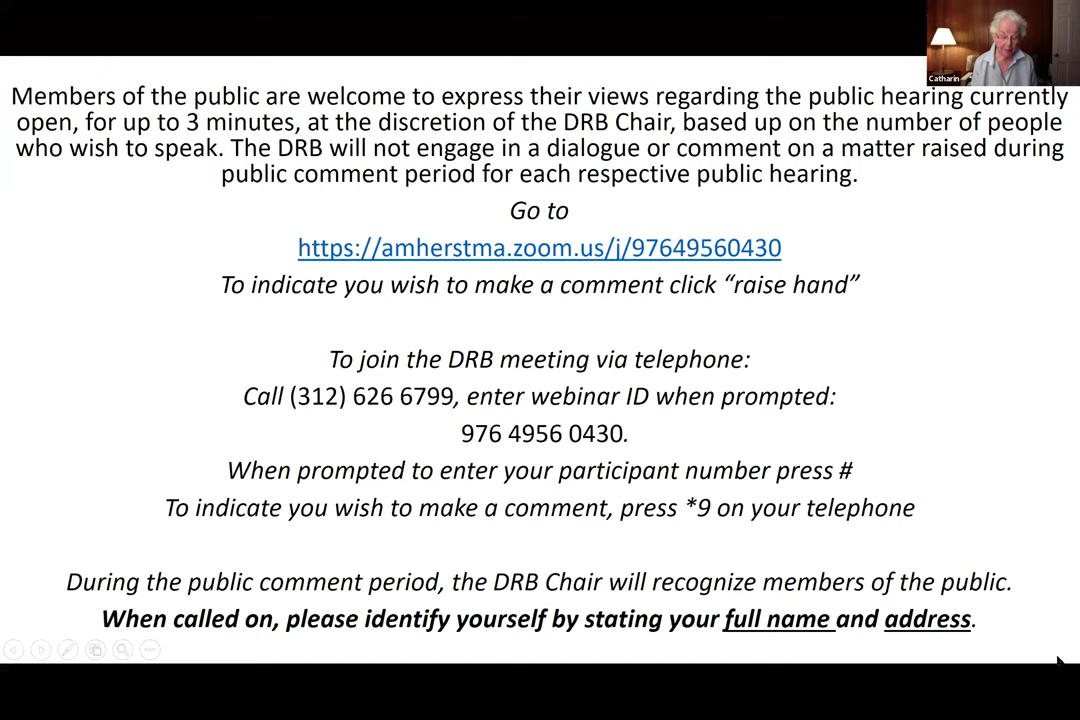 Catharin
Members of the public are welcome to express their views regarding the public hearing currently
open, for up to 3 minutes, at the discretion of the DRB Chair, based up on the number of people
who wish to speak. The DRB will not engage in a dialogue or comment on a matter raised during
public comment period for each respective public hearing.
Go to
https://amherstma.zoom.us/j/97649560430
To indicate you wish to make a comment click “raise hand”
To join the DRB meeting via telephone:
Call (312) 626 6799, enter webinar ID when prompted:
976 4956 0430.
When prompted to enter your participant number press #
To indicate you wish to make a comment, press *9 on your telephone
During the public comment period, the DRB Chair will recognize members of the public.
When called on, please identify yourself by stating your full name and address.